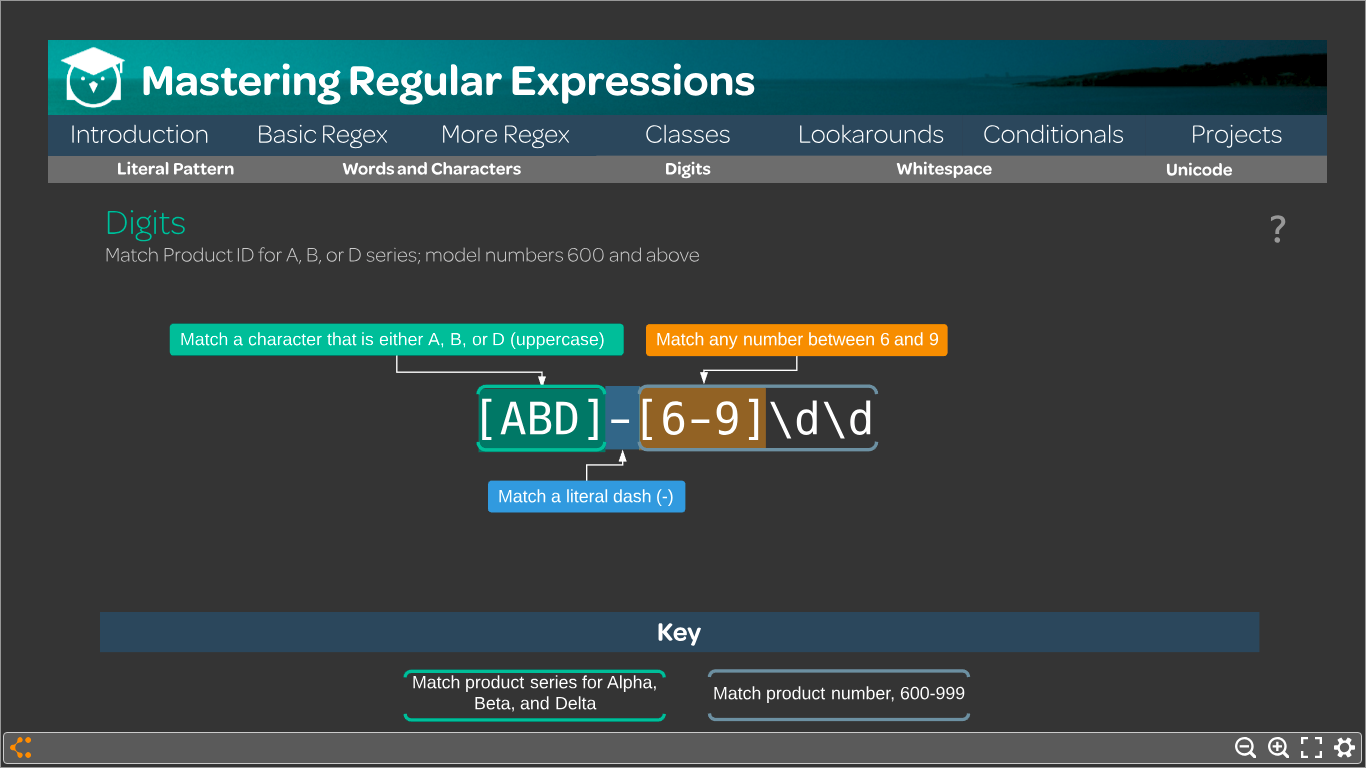 Mastering Regular Expressions
Introduction Basic Regex More Regex Classes Lookarounds Conditionals Projects
Literal Pattern Words and Characters Digits Whitespace Unicode
Digits
?
Match Product ID for A, B, or D series; model numbers 600 and above
Match a character that is either A, B, or D (uppercase) Match any number between 6 and 9
[ABD]-[6-9]\d\d
Match a literal dash (-)
Key
Match product series for Alpha,
Beta, and Delta
Match product number, 600-999